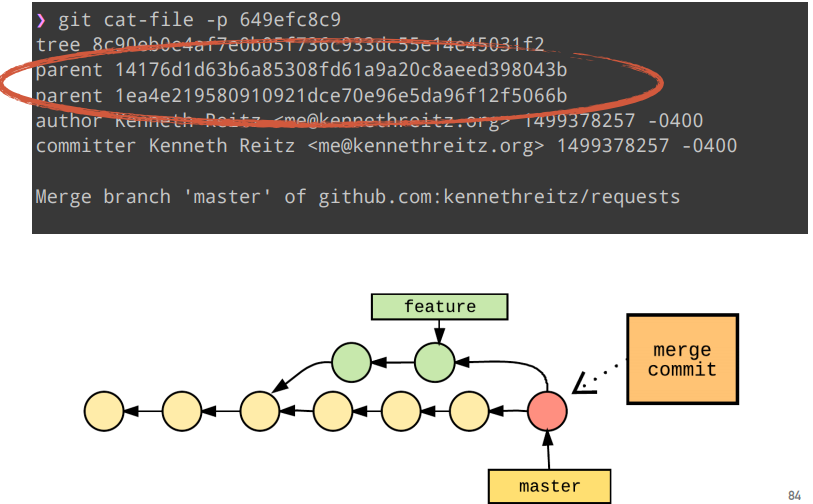 ❯ git cat-file -p 649efc8c9
tree 8c90eb0e4af7e0b05f736c933dc55e14e45031f2
parent 14176d1d63b6a85308fd61a9a20c8aeed398043b
parent 1ea4e219580910921dce70e96e5da96f12f5066b
author Kenneth Reitz <me@kennethreitz.org> 1499378257 -0400
committer Kenneth Reitz <me@kennethreitz.org> 1499378257 -0400
Merge branch 'master' of github.com:kennethreitz/requests
feature
merge
commit
master
84